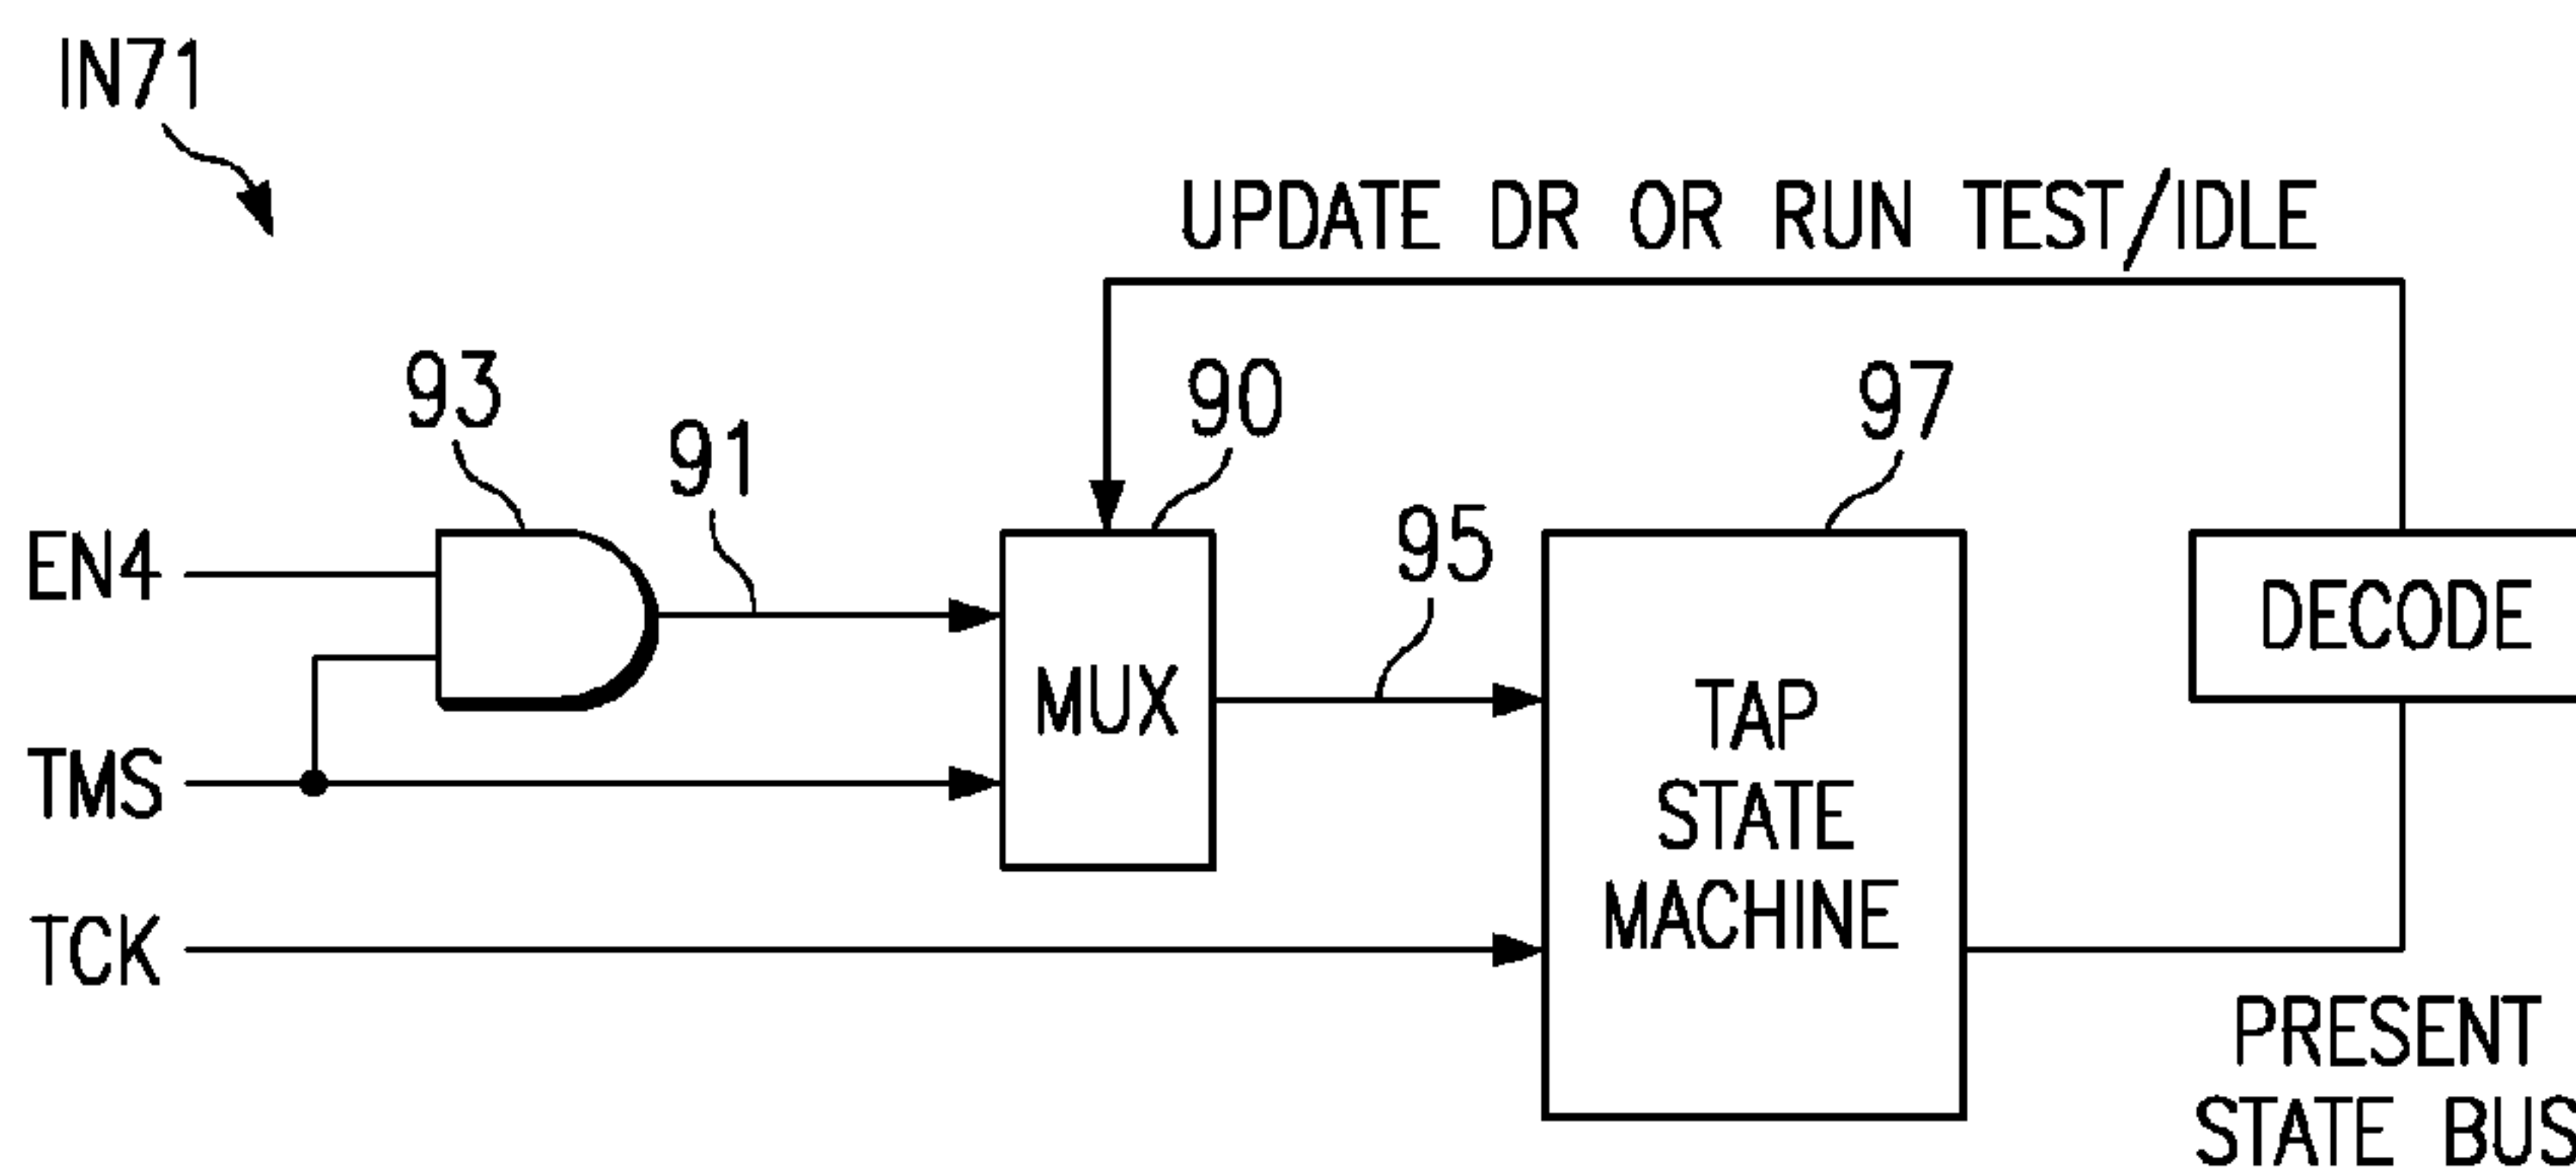 IN71
UPDATE DR OR RUN TEST/IDLE
93
91
90
97
95
EN4
TMS
TCK
MUX
TAP
STATE
MACHINE
DECODE
PRESENT
STATE BUS